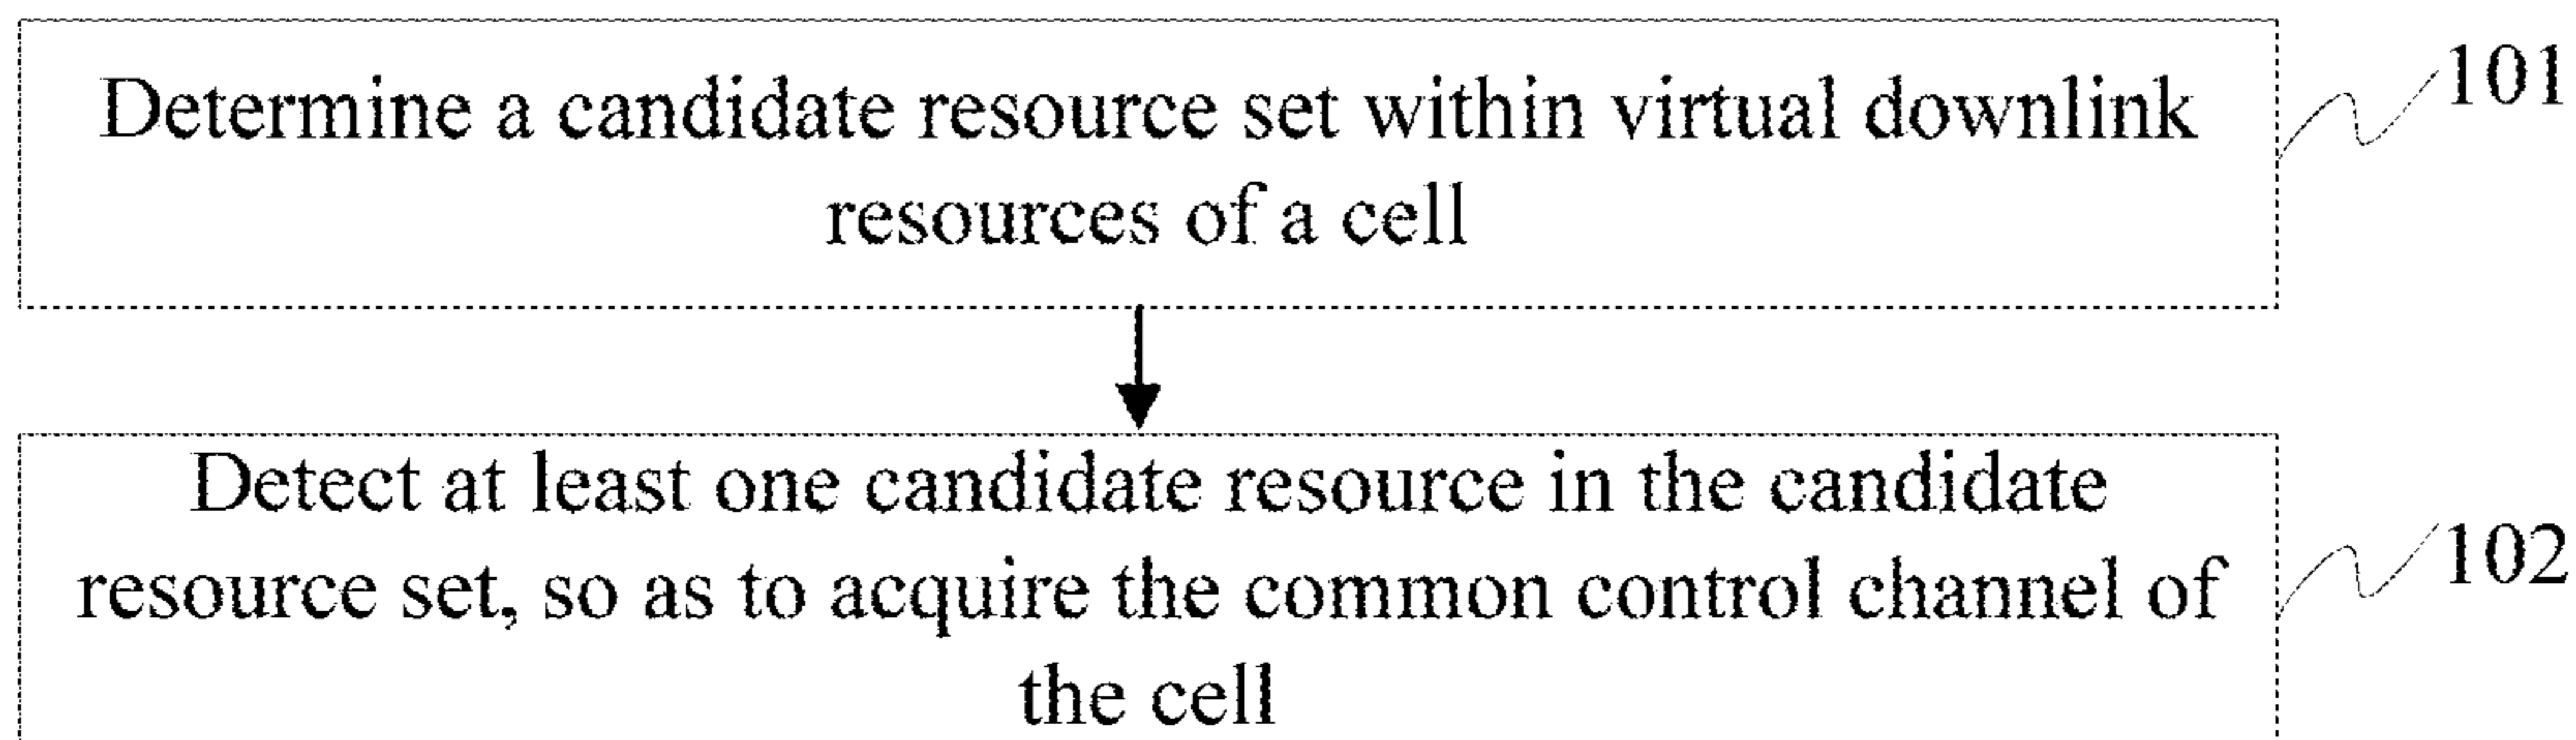 Determine a candidate resource set within virtual downlink
resources of a cell
101
Detect at least one candidate resource in the candidate
resource set, so as to acquire the common control channel of
the cell
102